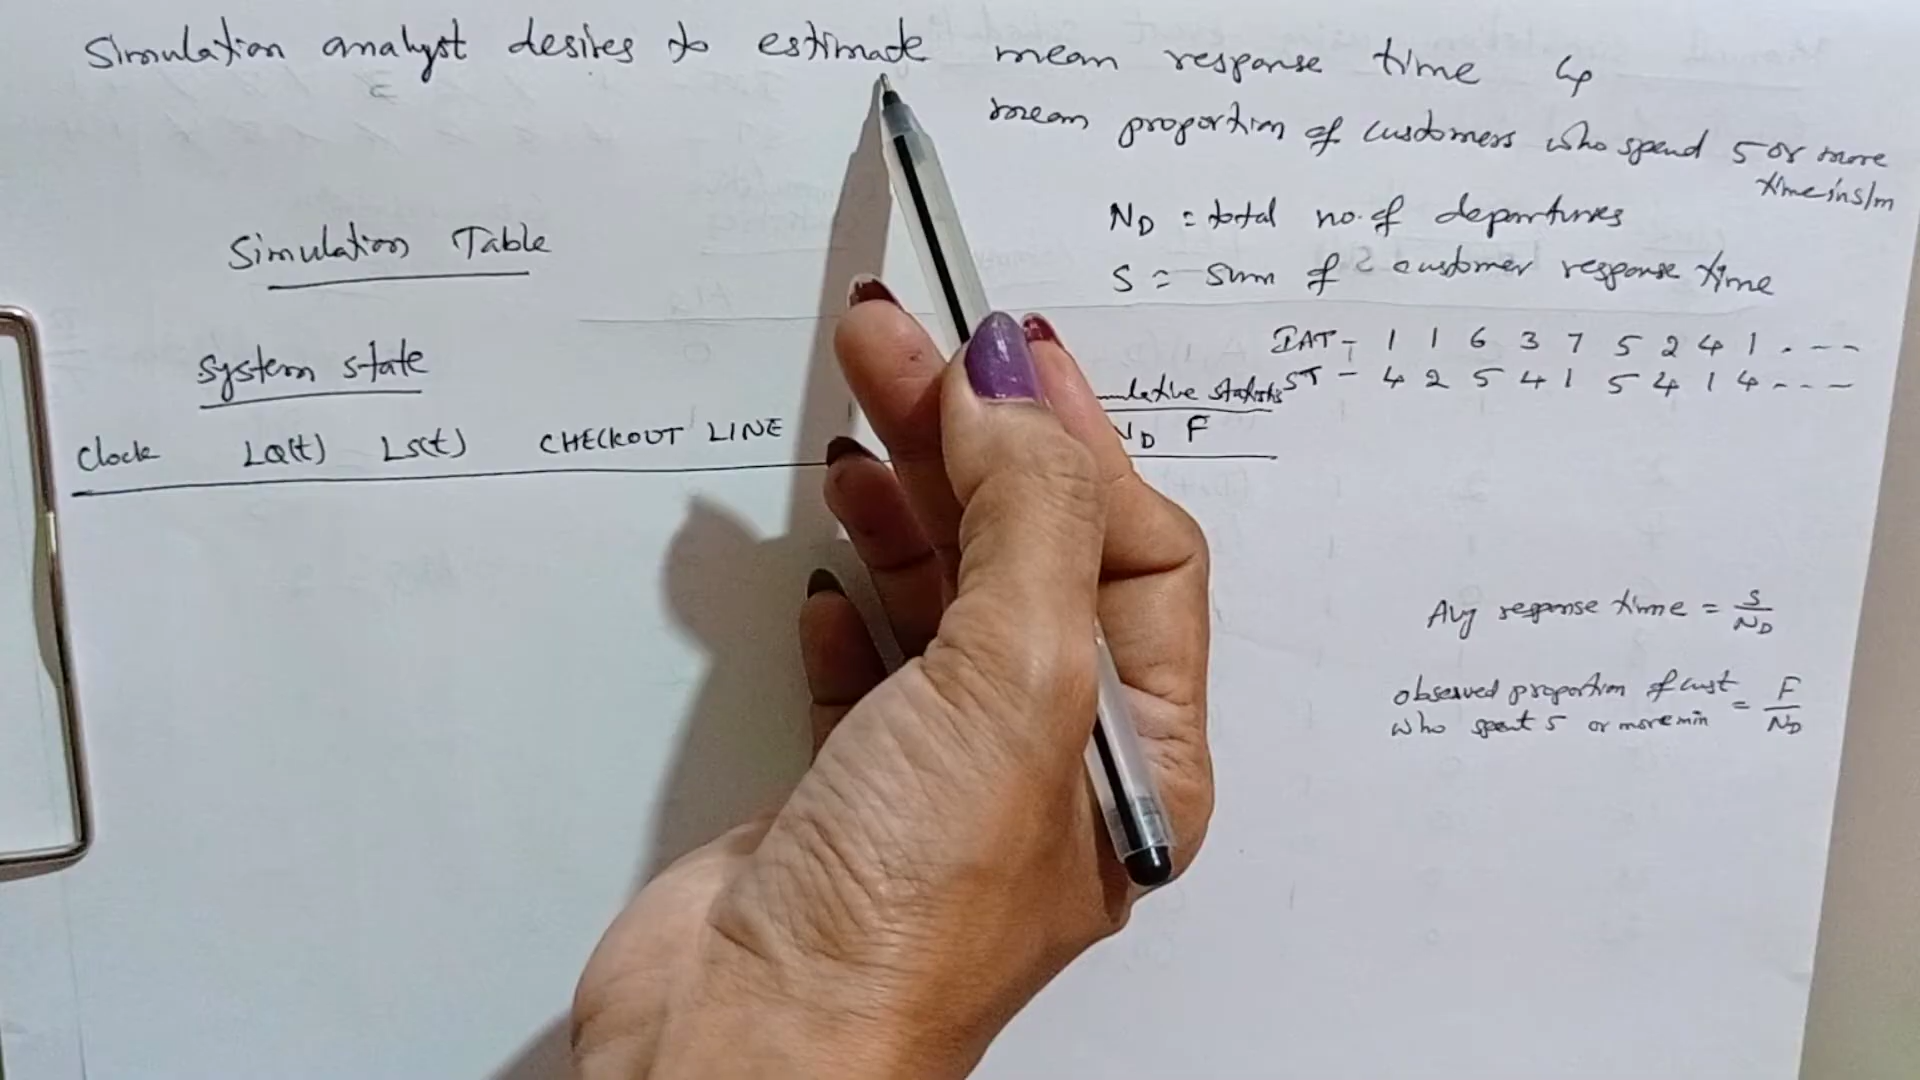 Simulation analyst desires to estimate mean response time &
mean proportion of customers who spend 5 or more
time in s/m
ND = total no. of departures
S = sum of customer response time
Simulation Table
IAT - 1 1 6 3 7 5 2 4 1 . - - -
ST - 4 2 5 4 1 5 4 1 4 - - -
System state
mulative statistics
Clock LQ(t) LS(t) CHECKOUT LINE
ND F
Avg response time = S/ND
observed proportion of cust
who spent 5 or more min = F/ND